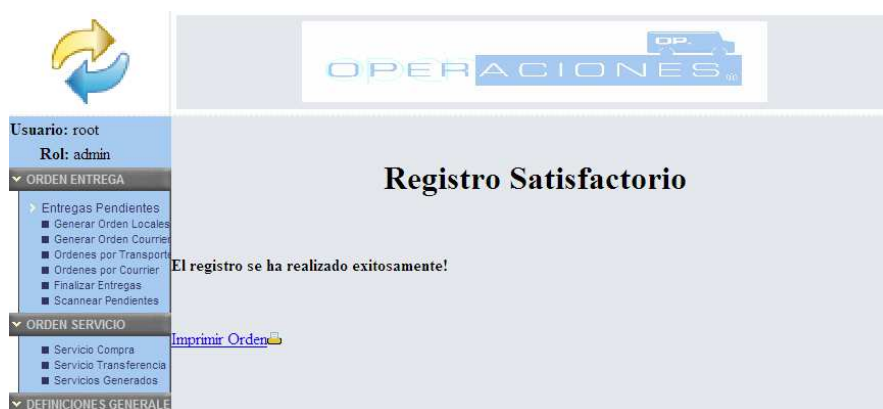 OP.
OPERACIONES
Usuario: root
Rol: admin
ORDEN ENTREGA
Entregas Pendientes
Generar Orden Locales
Generar Orden Courrier
Ordenes por Transporte
Ordenes por Courrier
Finalizar Entregas
Scannear Pendientes
ORDEN SERVICIO
Servicio Compra
Servicio Transferencia
Servicios Generados
DEFINICIONES GENERALE
Registro Satisfactorio
El registro se ha realizado exitosamente!
Imprimir Orden